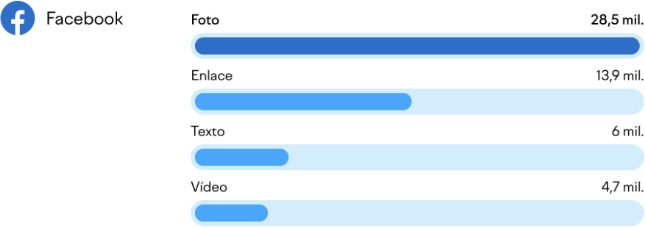 Facebook
Foto 28,5 mil.
Enlace 13,9 mil.
Texto 6 mil.
Vídeo 4,7 mil.